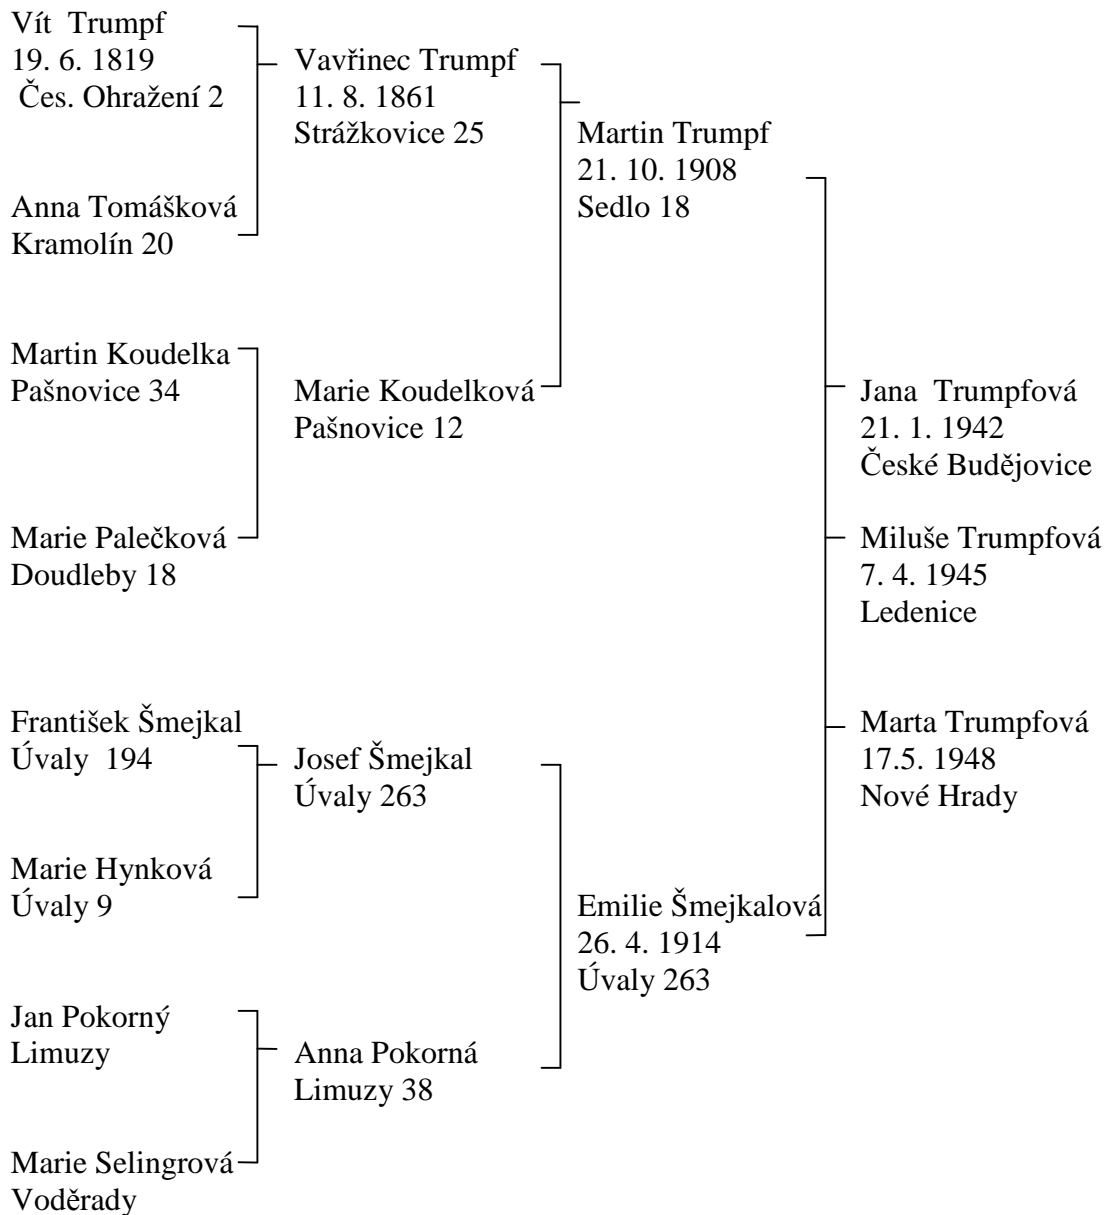 Vít Trumpf
19. 6. 1819
Čes. Ohražení 2
Anna Tomášková
Kramolín 20
Martin Koudelka
Pašnovice 34
Marie Palečková
Doudleby 18
František Šmejkal
Úvaly 194
Marie Hynková
Úvaly 9
Jan Pokorný
Limuzy
Marie Selingrová
Voděrady
Vavřinec Trumpf
11. 8. 1861
Strážkovice 25
Marie Koudelková
Pašnovice 12
Josef Šmejkal
Úvaly 263
Anna Pokorná
Limuzy 38
Martin Trumpf
21. 10. 1908
Sedlo 18
Emilie Šmejkalová
26. 4. 1914
Úvaly 263
Jana Trumpfová
21. 1. 1942
České Budějovice
Miluše Trumpfová
7. 4. 1945
Ledenice
Marta Trumpfová
17.5. 1948
Nové Hrady